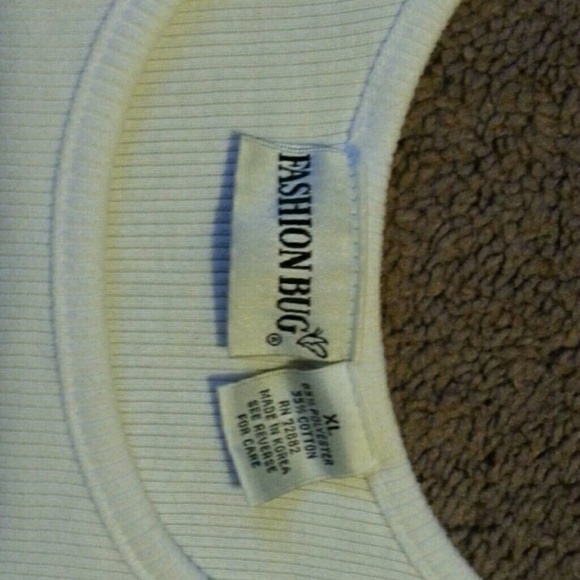 FASHION BUG®
XL
65% POLYESTER
35% COTTON
RN 72882
MADE IN KOREA
SEE REVERSE
FOR CARE